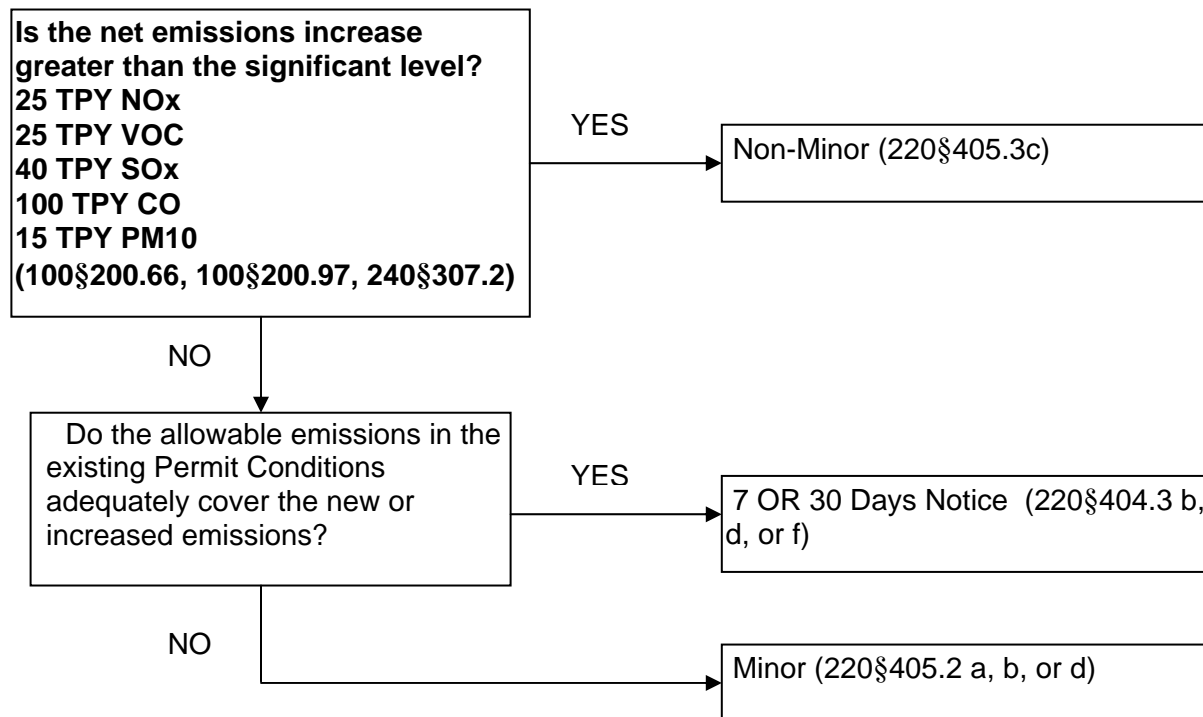 Is the net emissions increase
greater than the significant level?
25 TPY NOx
25 TPY VOC
40 TPY SOx
100 TPY CO
15 TPY PM10
(100§200.66, 100§200.97, 240§307.2)
YES
Non-Minor (220§405.3c)
NO
Do the allowable emissions in the
existing Permit Conditions
adequately cover the new or
increased emissions?
YES
7 OR 30 Days Notice (220§404.3 b,
d, or f)
NO
Minor (220§405.2 a, b, or d)